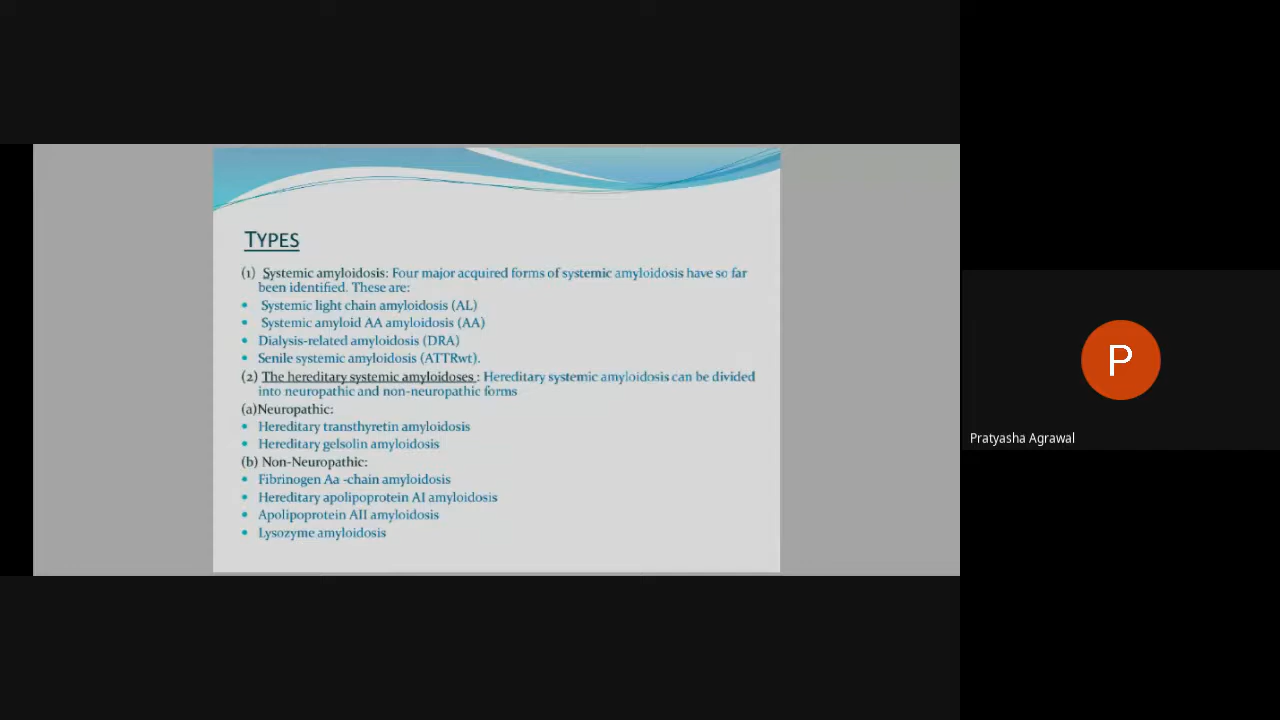 TYPES
(1) Systemic amyloidosis: Four major acquired forms of systemic amyloidosis have so far
been identified. These are:
• Systemic light chain amyloidosis (AL)
• Systemic amyloid AA amyloidosis (AA)
• Dialysis-related amyloidosis (DRA)
• Senile systemic amyloidosis (ATTRwt).
(2) The hereditary systemic amyloidoses : Hereditary systemic amyloidosis can be divided
into neuropathic and non-neuropathic forms
(a)Neuropathic:
• Hereditary transthyretin amyloidosis
• Hereditary gelsolin amyloidosis
(b) Non-Neuropathic:
• Fibrinogen Aa -chain amyloidosis
• Hereditary apolipoprotein AI amyloidosis
• Apolipoprotein AII amyloidosis
• Lysozyme amyloidosis
P
Pratyasha Agrawal